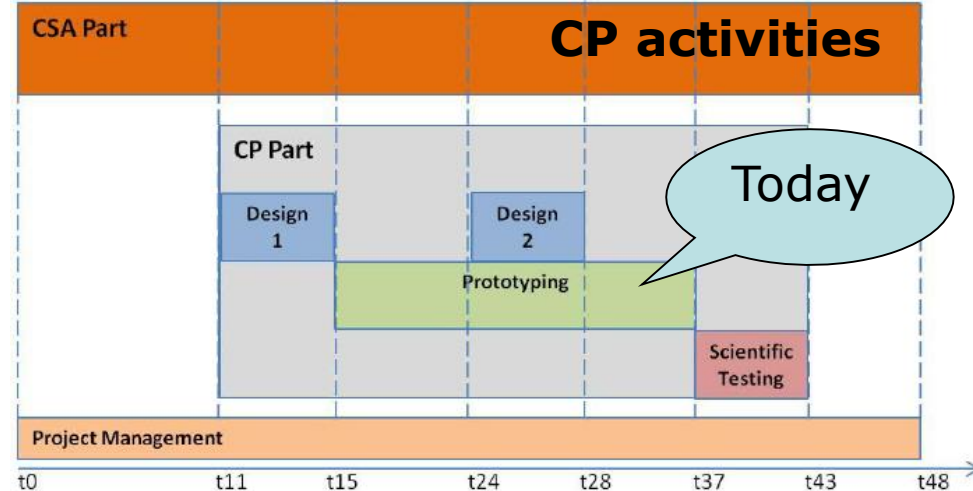 CSA Part
CP activities
CP Part
Today
Design
1
Design
2
Prototyping
Scientific
Testing
Project Management
t0
t11
t15
t24
t28
t37
t43
t48